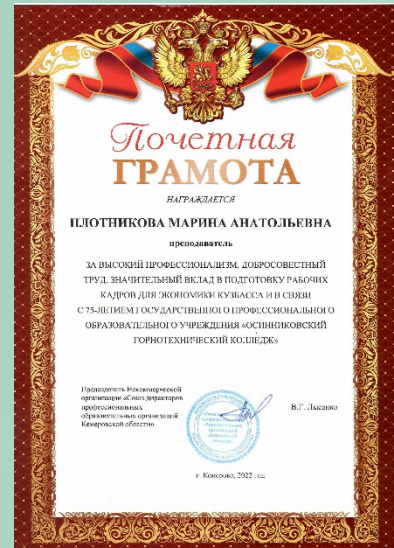 Почетная
ГРАМОТА
НАГРАЖДАЕТСЯ
ПЛОТНИКОВА МАРИНА АНАТОЛЬЕВНА
преподаватель
ЗА ВЫСОКИЙ ПРОФЕССИОНАЛИЗМ, ДОБРОСОВЕСТНЫЙ
ТРУД, ЗНАЧИТЕЛЬНЫЙ ВКЛАД В ПОДГОТОВКУ РАБОЧИХ
КАДРОВ ДЛЯ ЭКОНОМИКИ КУЗБАССА И В СВЯЗИ
С 75-ЛЕТИЕМ ГОСУДАРСТВЕННОГО ПРОФЕССИОНАЛЬНОГО
ОБРАЗОВАТЕЛЬНОГО УЧРЕЖДЕНИЯ «ОСИННИКОВСКИЙ
ГОРНОТЕХНИЧЕСКИЙ КОЛЛЕДЖ»
Председатель Некоммерческой
организации «Союз директоров
профессиональных
образовательных организаций
Кемеровской области»
В.Г. Лысенко
г. Кемерово, 2022 год